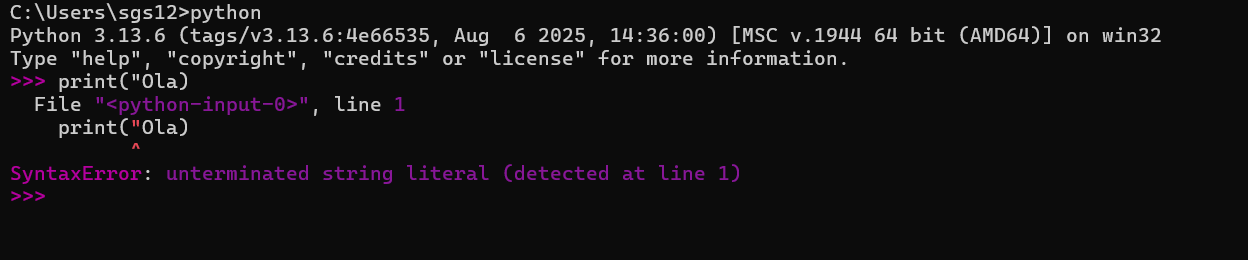 C:\Users\sgs12>python
Python 3.13.6 (tags/v3.13.6:4e66535, Aug  6 2025, 14:36:00) [MSC v.1944 64 bit (AMD64)] on win32
Type "help", "copyright", "credits" or "license" for more information.
>>> print("Ola)
  File "<python-input-0>", line 1
    print("Ola)
          ^
SyntaxError: unterminated string literal (detected at line 1)
>>>